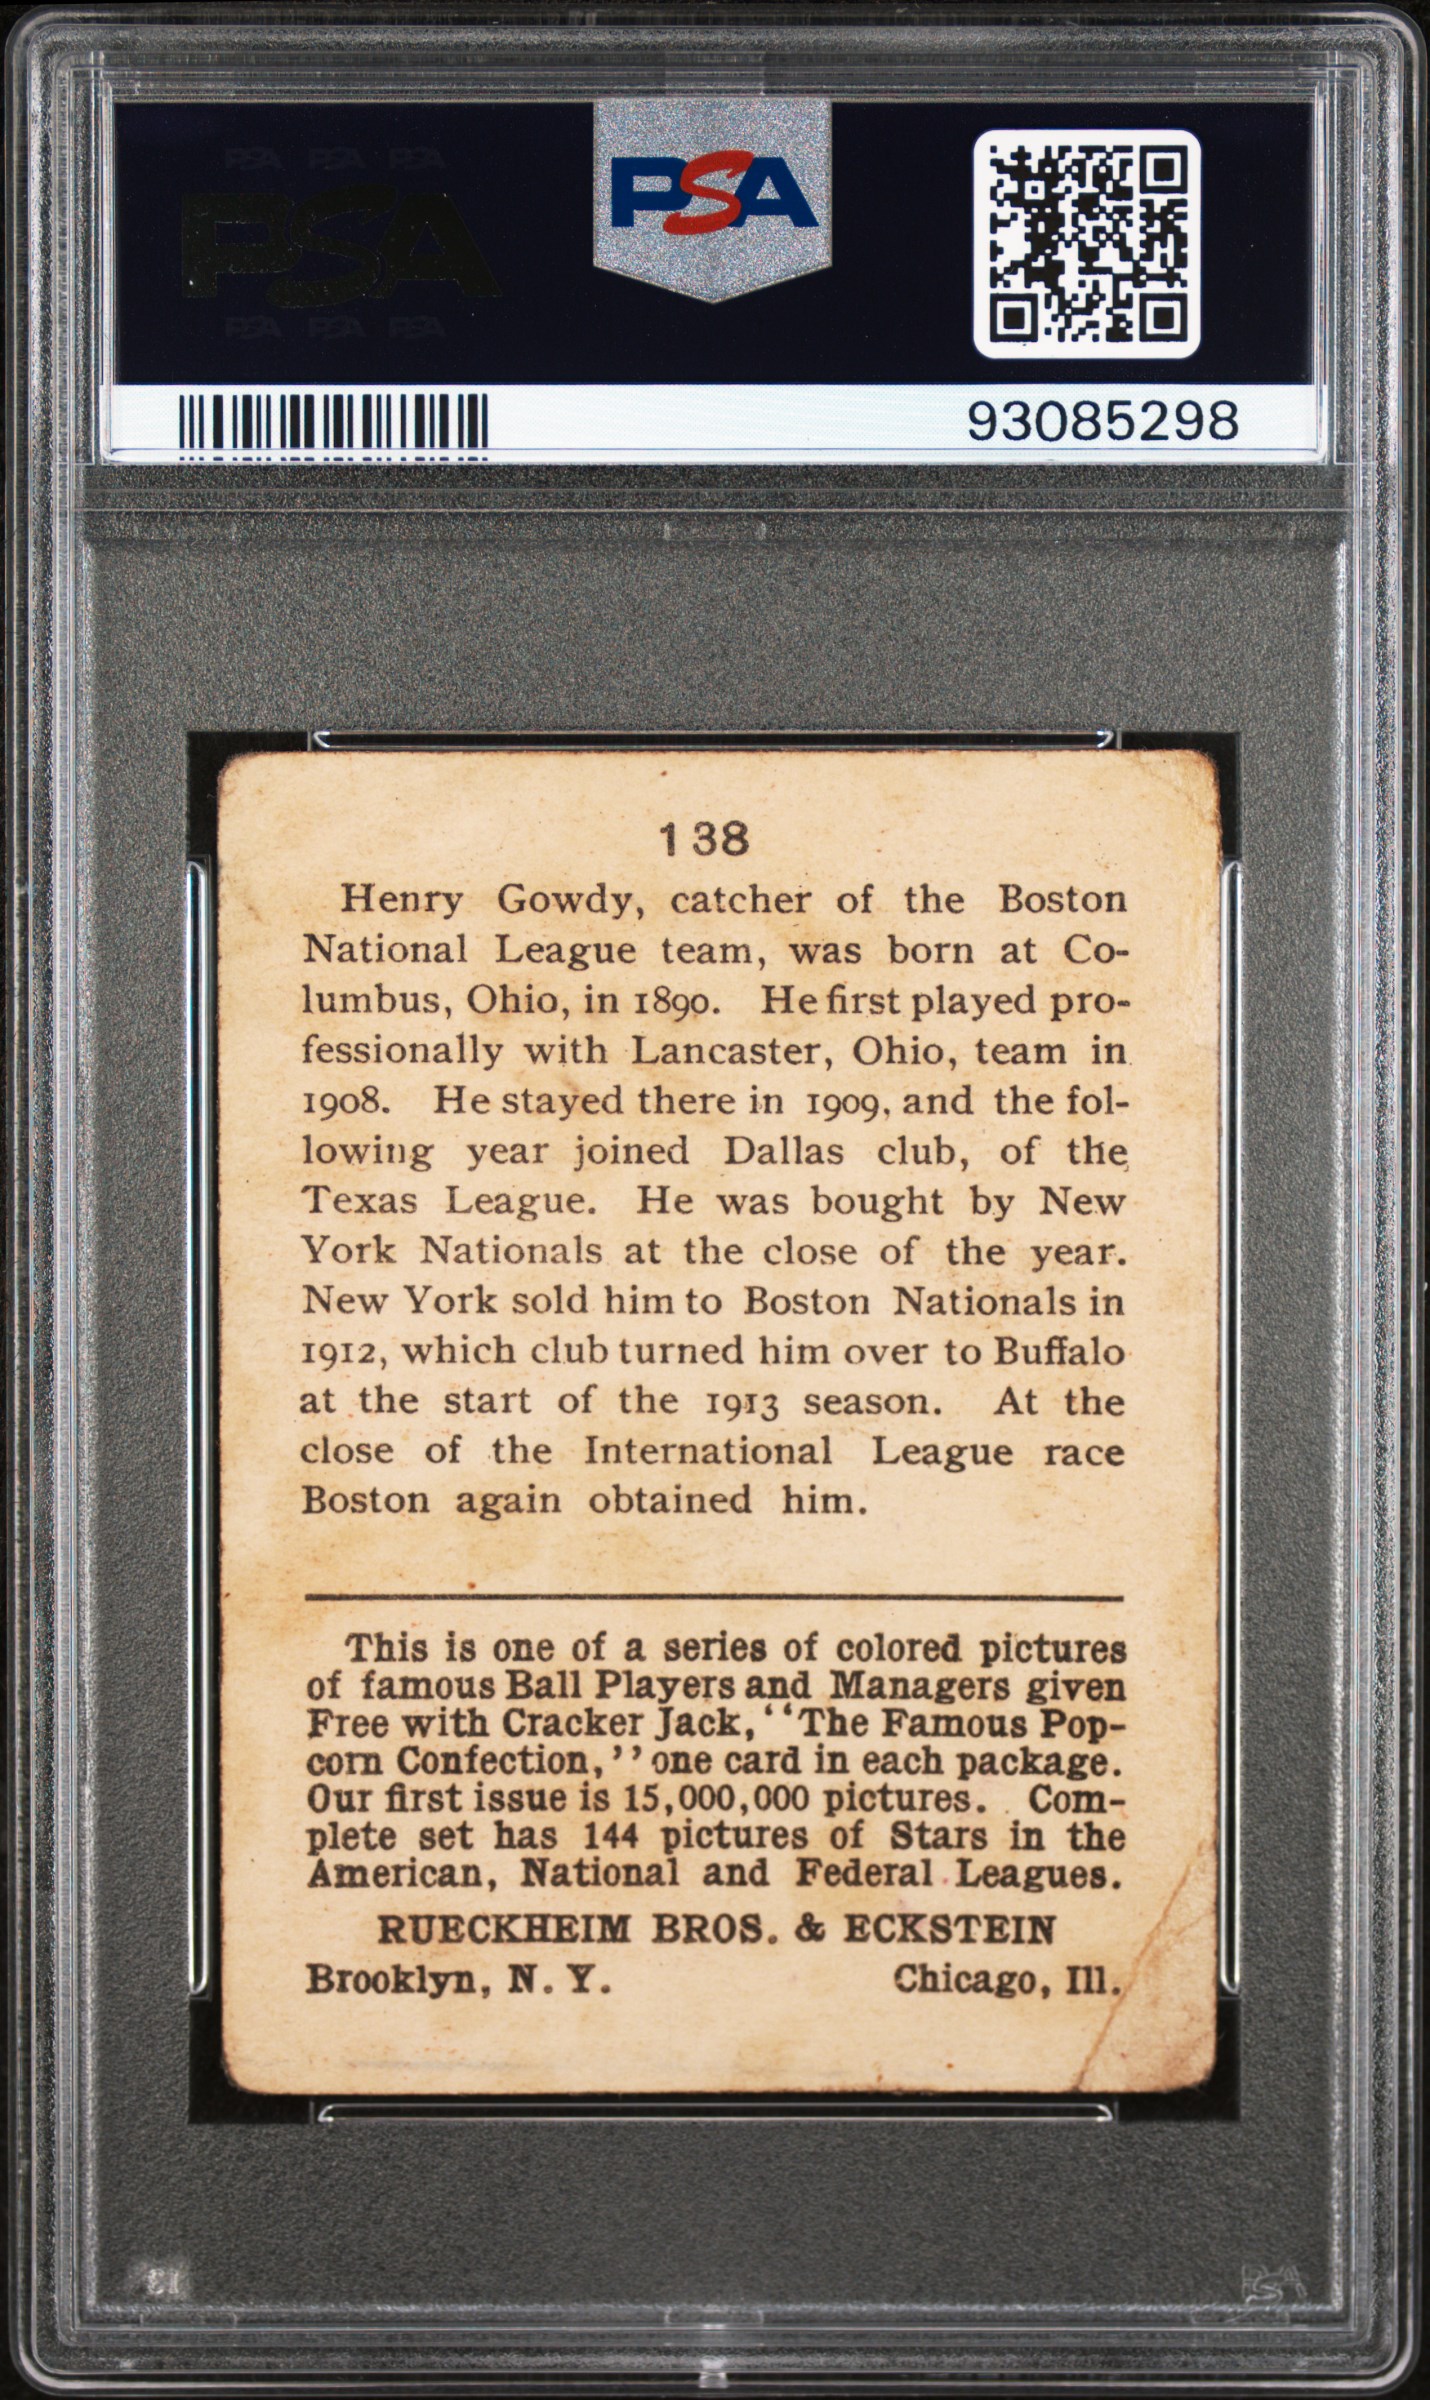 PSA PSA PSA
PSA
PSA PSA PSA
PSA
93085298
138
Henry Gowdy, catcher of the Boston
National League team, was born at Co-
lumbus, Ohio, in 1890. He first played pro-
fessionally with Lancaster, Ohio, team in
1908. He stayed there in 1909, and the fol-
lowing year joined Dallas club, of the
Texas League. He was bought by New
York Nationals at the close of the year.
New York sold him to Boston Nationals in
1912, which club turned him over to Buffalo
at the start of the 1913 season. At the
close of the International League race
Boston again obtained him.
This is one of a series of colored pictures
of famous Ball Players and Managers given
Free with Cracker Jack, "The Famous Pop-
corn Confection," one card in each package.
Our first issue is 15,000,000 pictures. Com-
plete set has 144 pictures of Stars in the
American, National and Federal Leagues.
RUECKHEIM BROS. & ECKSTEIN
Brooklyn, N. Y. Chicago, Ill.
PSA